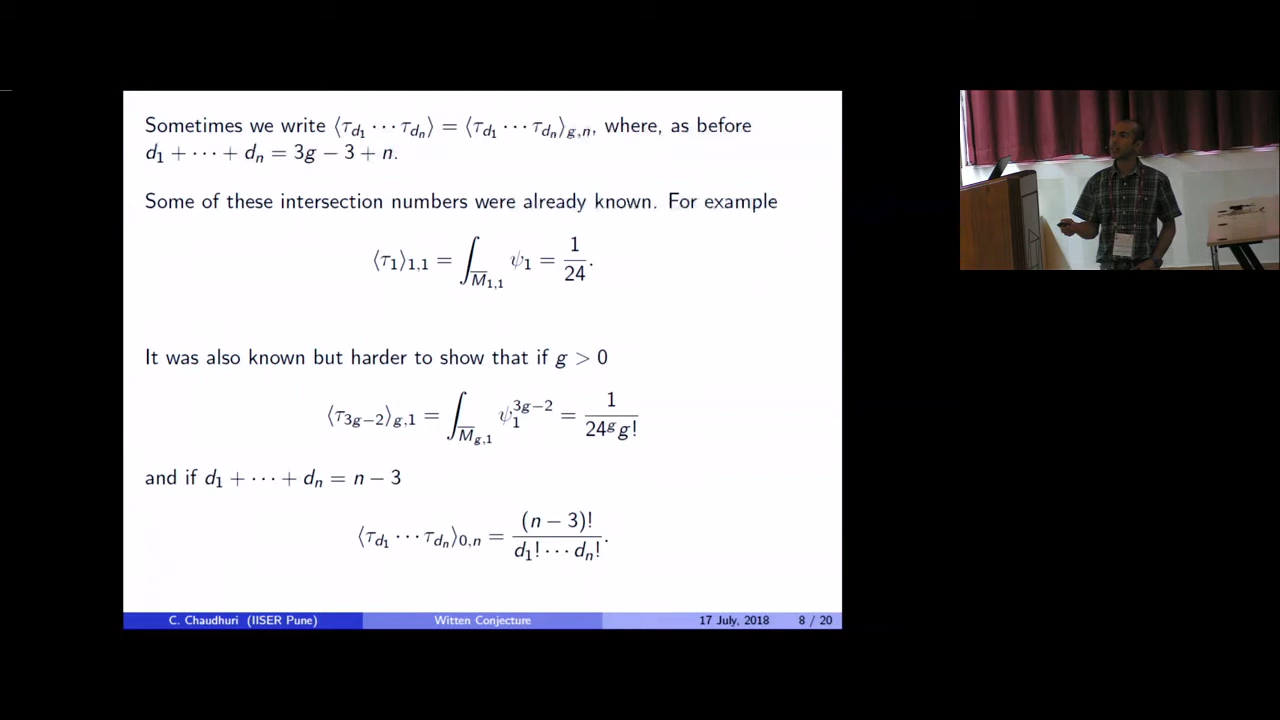 Sometimes we write ⟨τ_{d_1} ⋯ τ_{d_n}⟩ = ⟨τ_{d_1} ⋯ τ_{d_n}⟩_{g,n}, where, as before
d_1 + ⋯ + d_n = 3g − 3 + n.
Some of these intersection numbers were already known. For example
⟨τ_1⟩_{1,1} = ∫_{\overline{M}_{1,1}} ψ_1 = \frac{1}{24}.
It was also known but harder to show that if g > 0
⟨τ_{3g−2}⟩_{g,1} = ∫_{\overline{M}_{g,1}} ψ_1^{3g−2} = \frac{1}{24^g g!}
and if d_1 + ⋯ + d_n = n − 3
⟨τ_{d_1} ⋯ τ_{d_n}⟩_{0,n} = \frac{(n − 3)!}{d_1! ⋯ d_n!}.
C. Chaudhuri (IISER Pune) Witten Conjecture 17 July, 2018 8 / 20